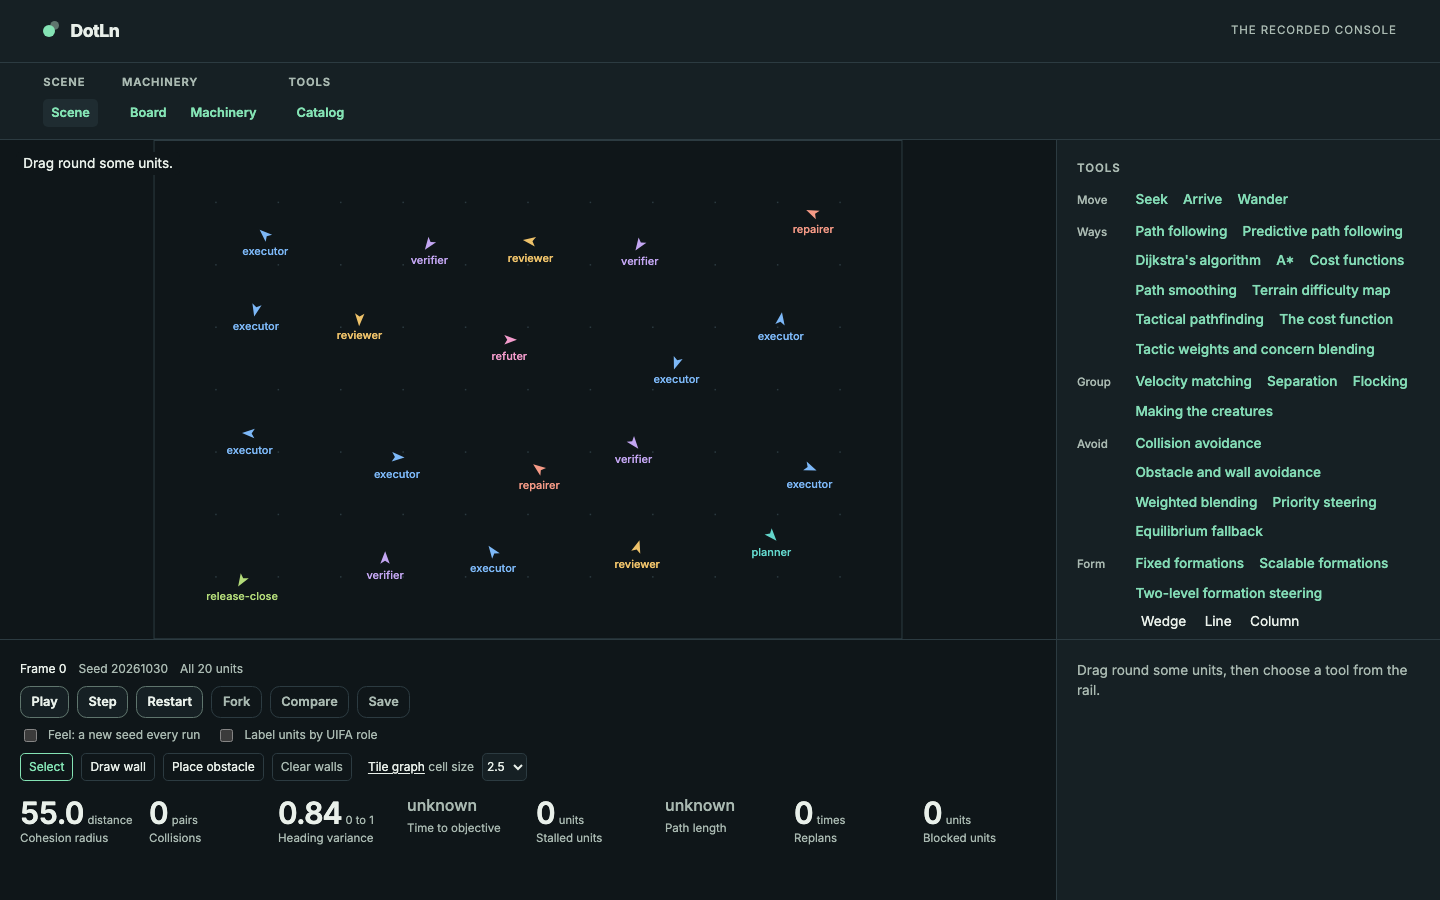 DotLn
THE RECORDED CONSOLE
SCENE MACHINERY TOOLS
Scene Board Machinery Catalog
Drag round some units.
repairer
executor
verifier
reviewer
verifier
executor
reviewer
refuter
executor
executor
executor
executor
repairer
verifier
executor
release-close
verifier
executor
reviewer
planner
TOOLS
Move Seek Arrive Wander
Ways Path following Predictive path following
Dijkstra's algorithm A* Cost functions
Path smoothing Terrain difficulty map
Tactical pathfinding The cost function
Tactic weights and concern blending
Group Velocity matching Separation Flocking
Making the creatures
Avoid Collision avoidance
Obstacle and wall avoidance
Weighted blending Priority steering
Equilibrium fallback
Form Fixed formations Scalable formations
Two-level formation steering
Wedge Line Column
Frame 0 Seed 20261030 All 20 units
Play Step Restart Fork Compare Save
Feel: a new seed every run Label units by UIFA role
Select Draw wall Place obstacle Clear walls Tile graph cell size 2.5
55.0 distance 0 pairs 0.84 0 to 1 unknown 0 units unknown 0 times 0 units
Cohesion radius Collisions Heading variance Time to objective Stalled units Path length Replans Blocked units
Drag round some units, then choose a tool from the
rail.